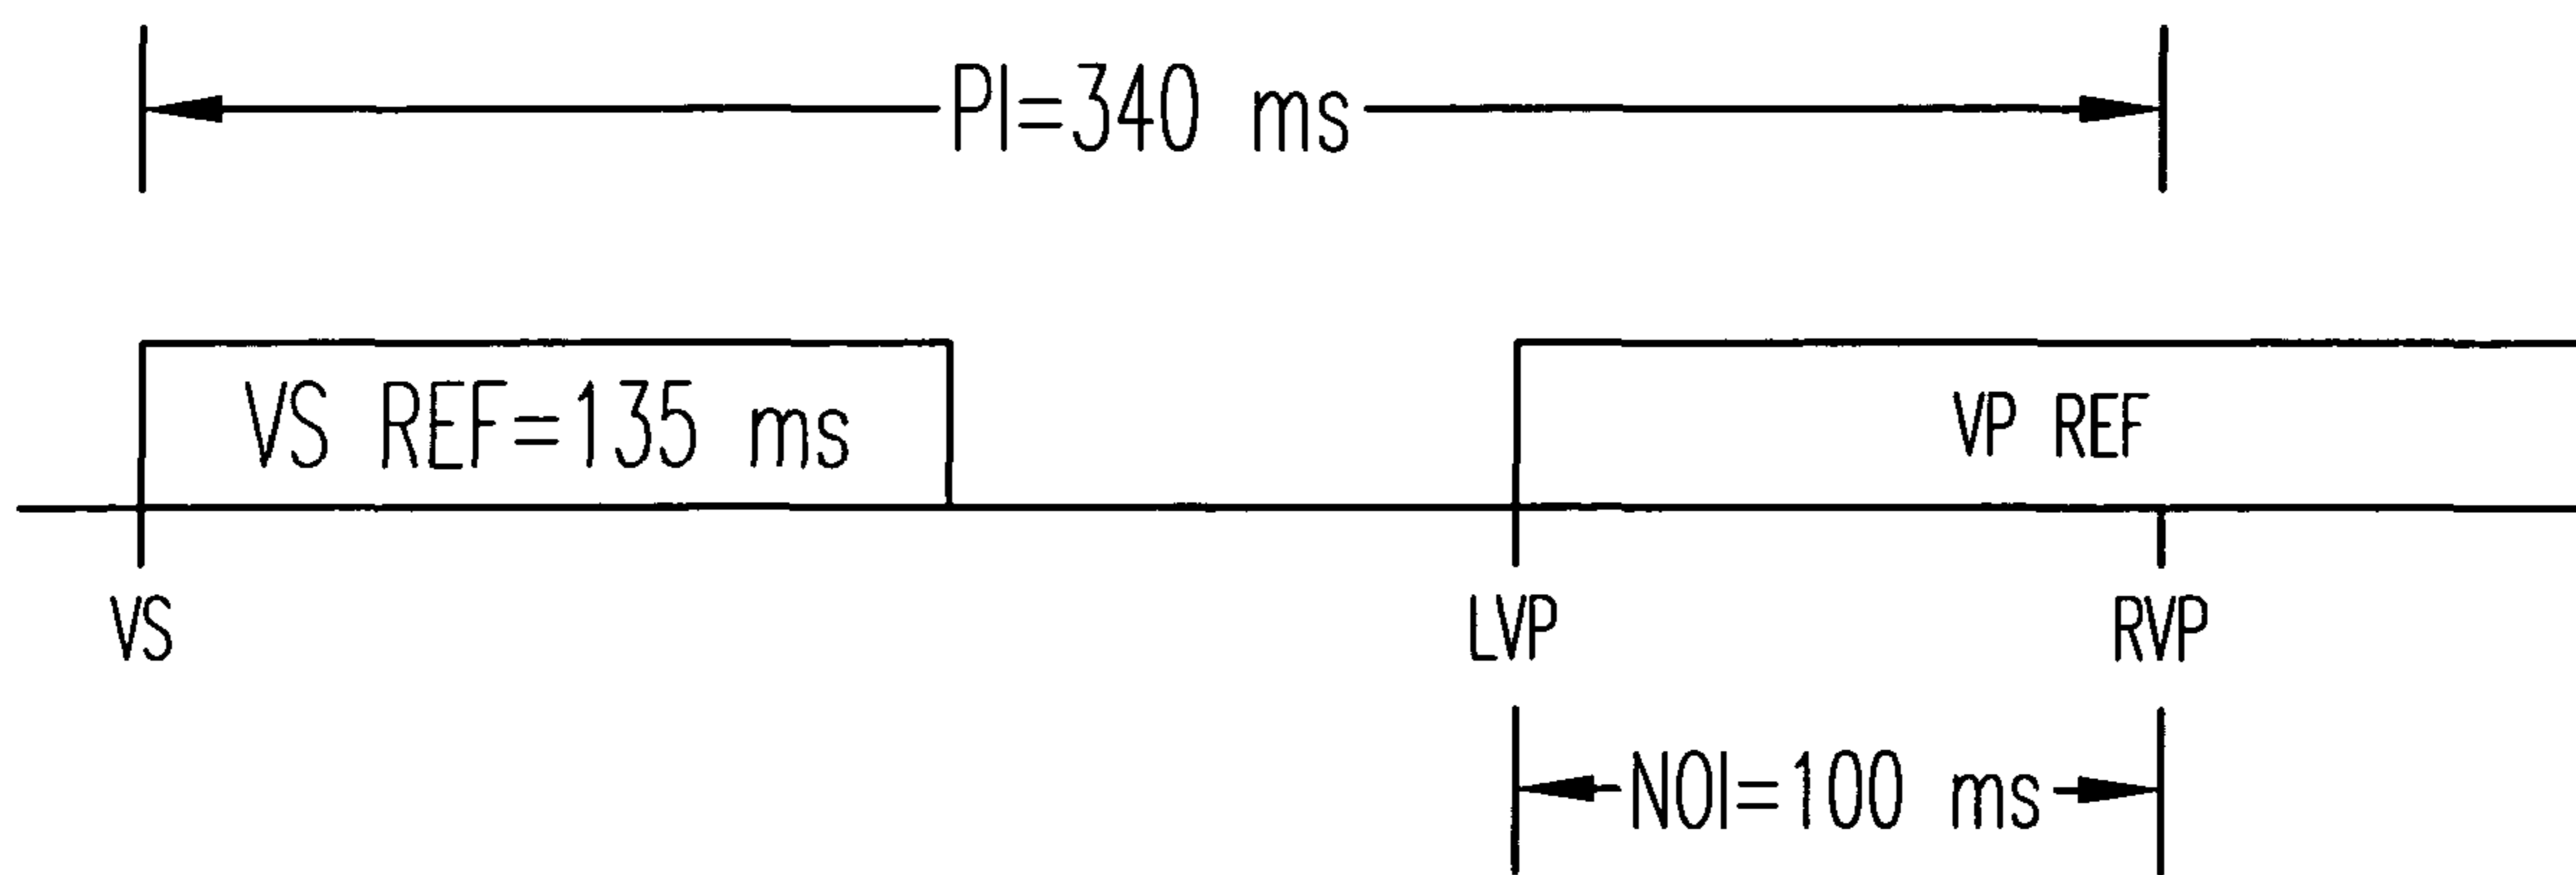 PI=340 ms
VS REF=135 ms
VP REF
VS
LVP
RVP
NOI=100 ms